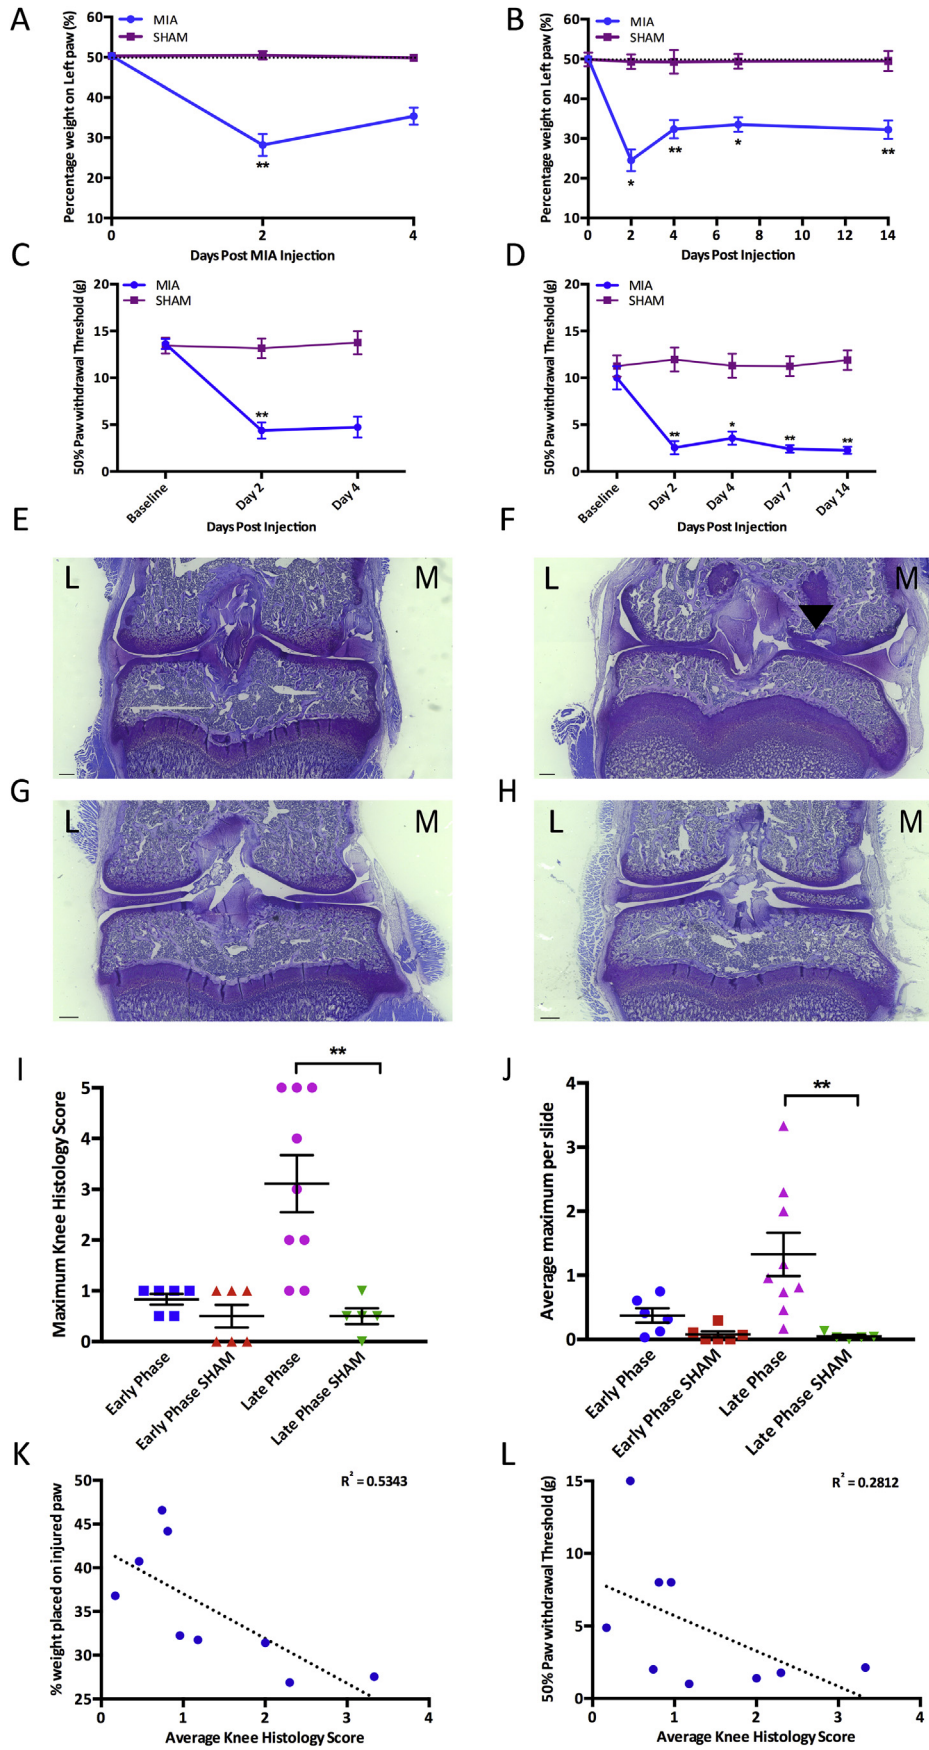 A
Percentage weight on Left paw (%)
60
50
40
30
20
10
MIA
SHAM
**
0
2
4
Days Post MIA Injection
B
Percentage weight on Left paw (%)
60
50
40
30
20
10
MIA
SHAM
*
**
*
**
0
2
4
6
8
10
12
14
Days Post Injection
C
50% Paw withdrawal Threshold (g)
20
15
10
5
0
MIA
SHAM
**
Baseline
Day 2
Day 4
Days Post Injection
D
50% Paw withdrawal Threshold (g)
20
15
10
5
0
MIA
SHAM
**
*
**
**
Baseline
Day 2
Day 4
Day 7
Day 14
Days Post Injection
E
L
M
F
L
M
G
L
M
H
L
M
I
Maximum Knee Histology Score
5
4
3
2
1
0
**
Early Phase
Early Phase SHAM
Late Phase
Late Phase SHAM
J
Average maximum per slide
4
3
2
1
0
**
Early Phase
Early Phase SHAM
Late Phase
Late Phase SHAM
K
% weight placed on injured paw
50
45
40
35
30
25
R² = 0.5343
0
1
2
3
4
Average Knee Histology Score
L
50% Paw withdrawal Threshold (g)
15
10
5
0
R² = 0.2812
0
1
2
3
4
Average Knee Histology Score